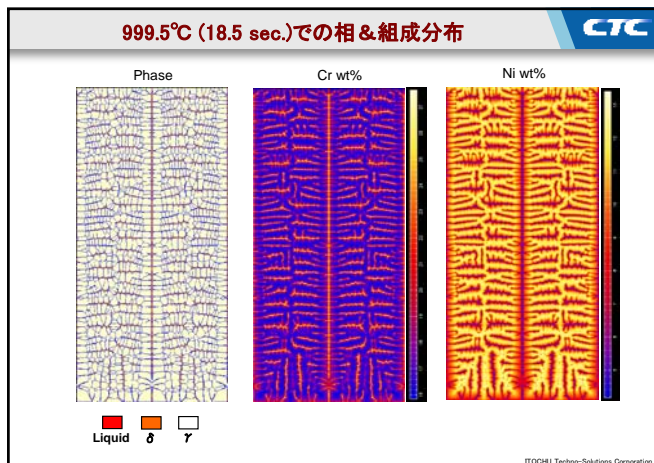 999.5℃ (18.5 sec.)での相＆組成分布
CTC
Phase
Cr wt%
Ni wt%
Liquid
δ
γ
ITOCHU Techno-Solutions Corporation